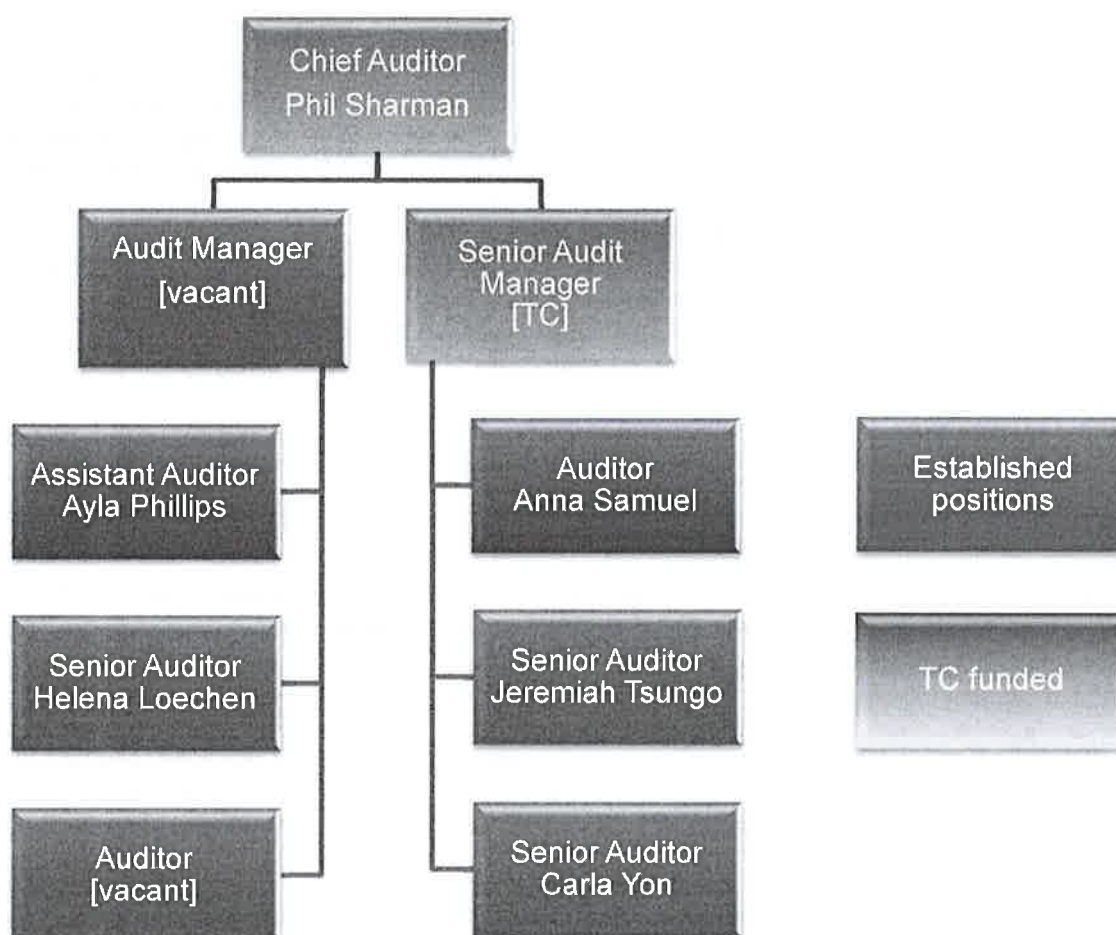 Chief Auditor
Phil Sharman
Audit Manager
[vacant]
Senior Audit
Manager
[TC]
Assistant Auditor
Ayla Phillips
Auditor
Anna Samuel
Established
positions
Senior Auditor
Helena Loechen
Senior Auditor
Jeremiah Tsungo
TC funded
Auditor
[vacant]
Senior Auditor
Carla Yon